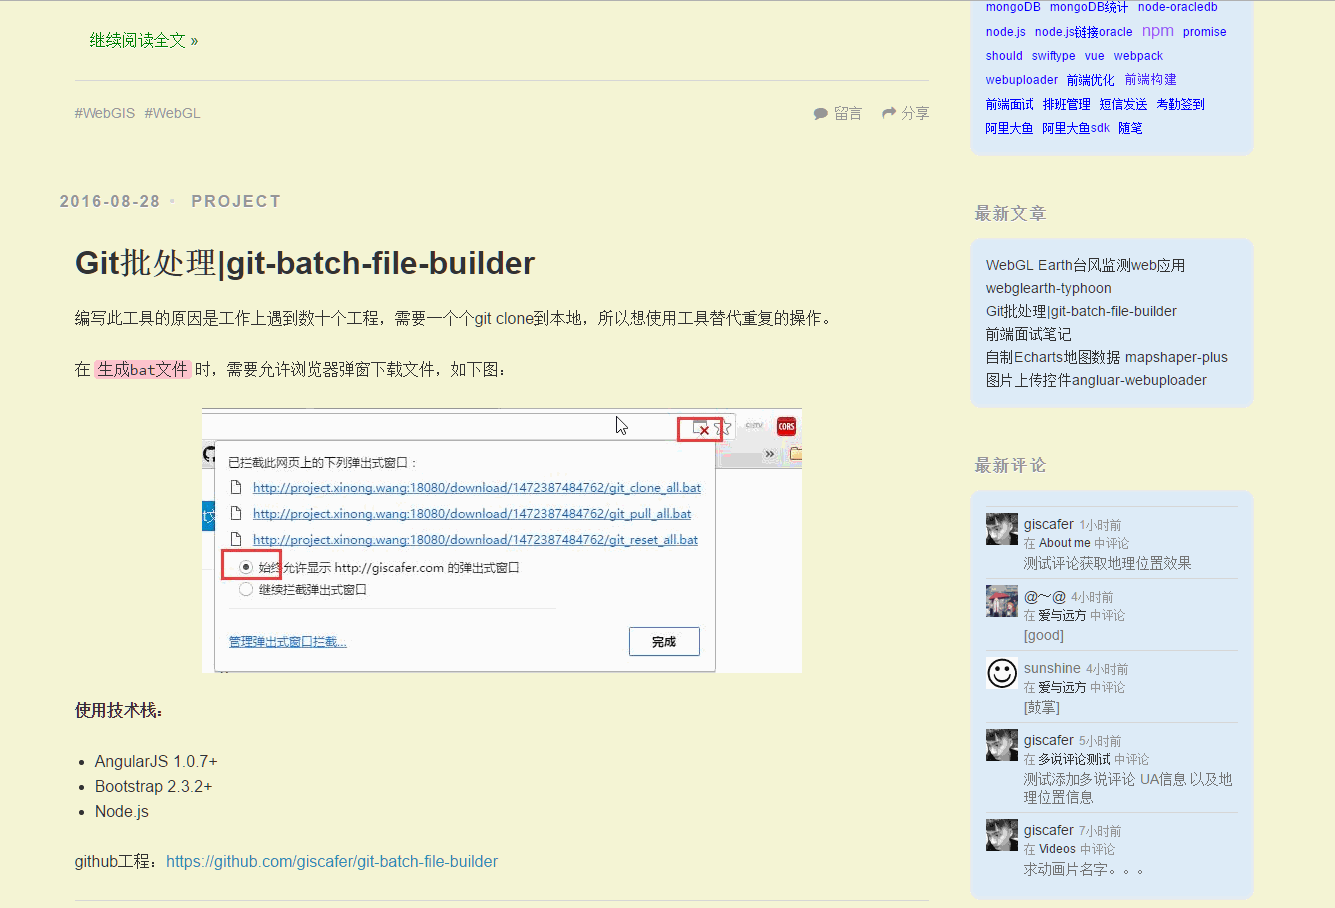 继续阅读全文 »
#WebGIS #WebGL
留言 分享
2016-08-28 • PROJECT
Git批处理|git-batch-file-builder
编写此工具的原因是工作上遇到数十个工程，需要一个个git clone到本地，所以想使用工具替代重复的操作。
在 生成bat文件 时，需要允许浏览器弹窗下载文件，如下图：
CORS
»
已拦截此网页上的下列弹出式窗口：
http://project.xinong.wang:18080/download/1472387484762/git_clone_all.bat
http://project.xinong.wang:18080/download/1472387484762/git_pull_all.bat
http://project.xinong.wang:18080/download/1472387484762/git_reset_all.bat
始终允许显示 http://giscafer.com 的弹出式窗口
继续拦截弹出式窗口
管理弹出式窗口拦截...
完成
使用技术栈：
AngularJS 1.0.7+
Bootstrap 2.3.2+
Node.js
github工程：https://github.com/giscafer/git-batch-file-builder
mongoDB mongoDB统计 node-oracledb
node.js node.js链接oracle npm promise
should swiftype vue webpack
webuploader 前端优化 前端构建
前端面试 排班管理 短信发送 考勤签到
阿里大鱼 阿里大鱼sdk 随笔
最新文章
WebGL Earth台风监测web应用
webglearth-typhoon
Git批处理|git-batch-file-builder
前端面试笔记
自制Echarts地图数据 mapshaper-plus
图片上传控件angluar-webuploader
最新评论
giscafer 1小时前
在 About me 中评论
测试评论获取地理位置效果
@～@ 4小时前
在 爱与远方 中评论
[good]
sunshine 4小时前
在 爱与远方 中评论
[鼓掌]
giscafer 5小时前
在 多说评论测试 中评论
测试添加多说评论 UA信息 以及地
理位置信息
giscafer 7小时前
在 Videos 中评论
求动画片名字。。。